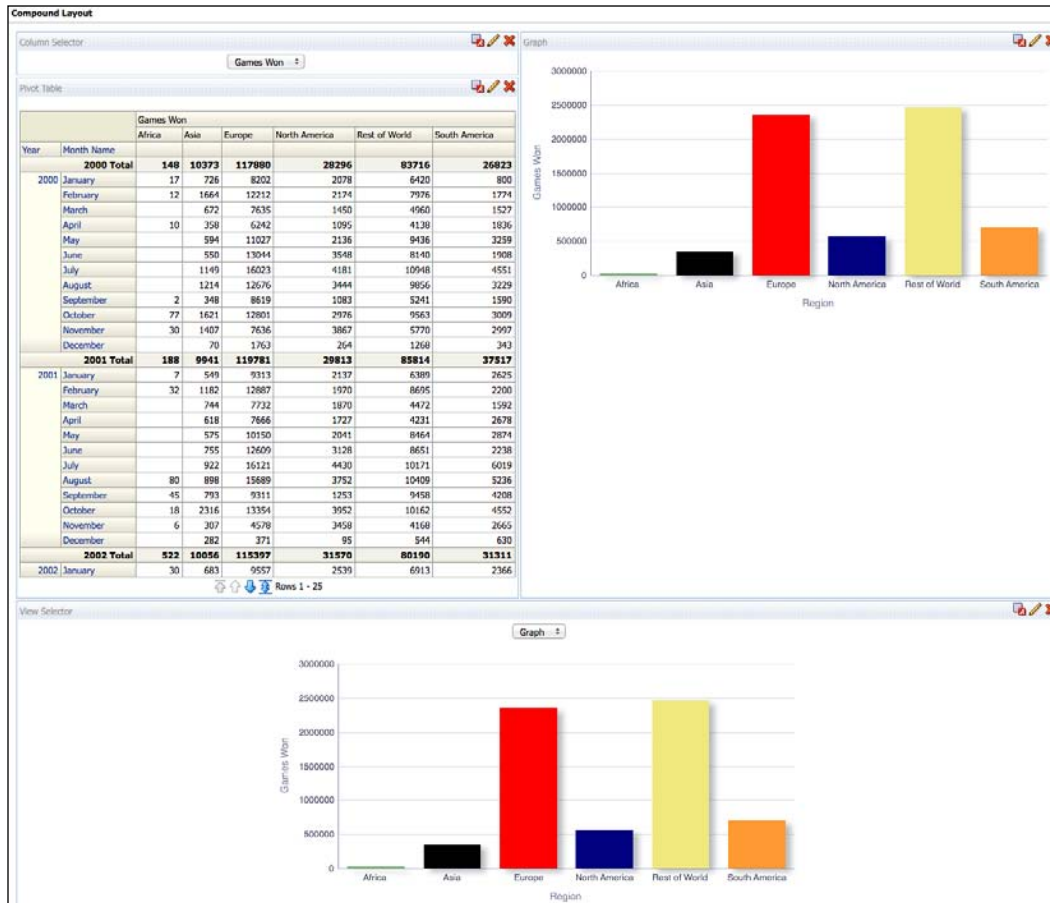 Compound Layout
Column Selector
Games Won
Pivot Table
Games Won
Africa Asia Europe North America Rest of World South America
Year Month Name
2000 Total 148 10373 117880 28296 83716 26823
2000 January 17 726 8202 2078 6420 800
February 12 1664 12212 2174 7976 1774
March 672 7635 1450 4960 1527
April 10 358 6242 1095 4138 1836
May 594 11027 2136 9436 3259
June 550 13044 3548 8140 1908
July 1149 16023 4181 10948 4551
August 1214 12676 3444 9856 3229
September 2 348 8619 1083 5241 1590
October 77 1621 12801 2976 9563 3009
November 30 1407 7636 3867 5770 2997
December 70 1763 264 1268 343
2001 Total 188 9941 119781 29813 85814 37517
2001 January 7 549 9313 2137 6389 2625
February 32 1182 12887 1970 8695 2200
March 744 7732 1870 4472 1592
April 618 7666 1727 4231 2678
May 575 10150 2041 8464 2874
June 755 12609 3128 8651 2238
July 922 16121 4430 10171 6019
August 80 898 15689 3752 10409 5236
September 45 793 9311 1253 9458 4208
October 18 2316 13354 3952 10162 4552
November 6 307 4578 3458 4168 2665
December 282 371 95 544 630
2002 Total 522 10056 115397 31570 80190 31311
2002 January 30 683 9557 2539 6913 2366
Rows 1 - 25
Graph
3000000
2500000
2000000
1500000
1000000
500000
0
Games Won
Africa Asia Europe North America Rest of World South America
Region
View Selector
Graph
3000000
2500000
2000000
1500000
1000000
500000
0
Games Won
Africa Asia Europe North America Rest of World South America
Region